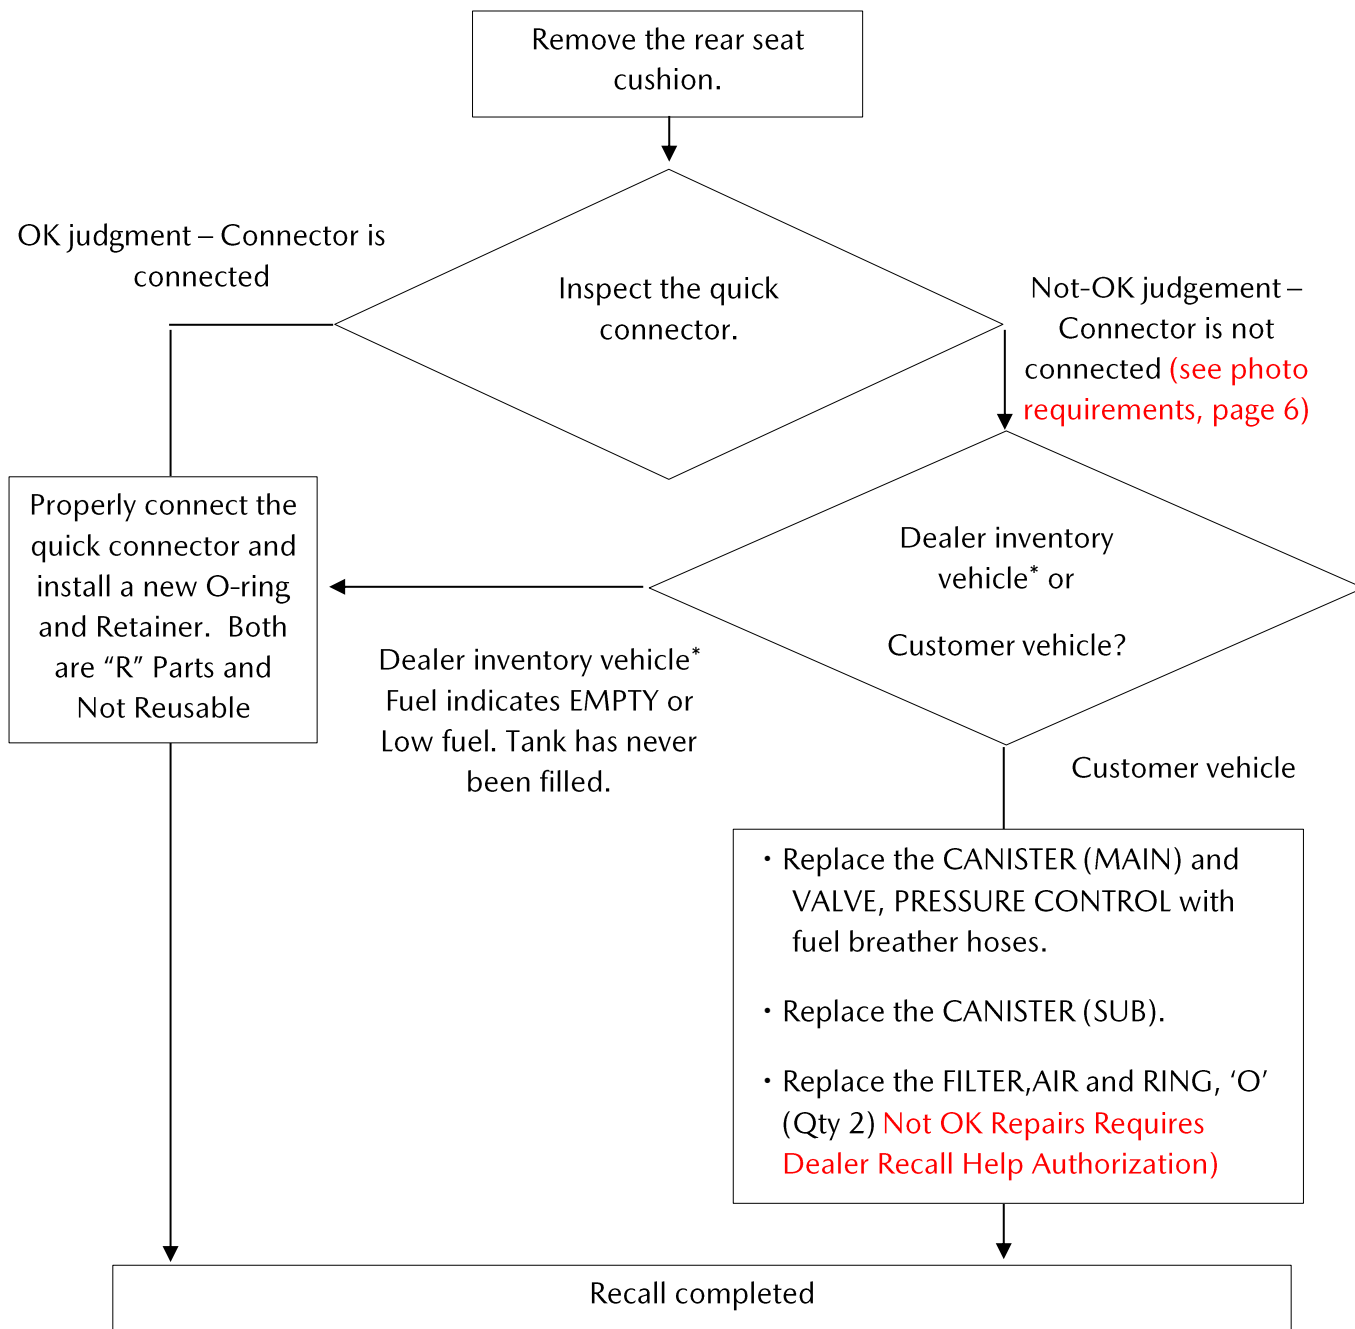 Remove the rear seat
cushion.
OK judgment – Connector is
connected
Inspect the quick
connector.
Not-OK judgement –
Connector is not
connected (see photo
requirements, page 6)
Properly connect the
quick connector and
install a new O-ring
and Retainer.  Both
are “R” Parts and
Not Reusable
Dealer inventory
vehicle* or
Customer vehicle?
Dealer inventory vehicle*
Fuel indicates EMPTY or
Low fuel. Tank has never
been filled.
Customer vehicle
・Replace the CANISTER (MAIN) and
VALVE, PRESSURE CONTROL with
fuel breather hoses.
・Replace the CANISTER (SUB).
・Replace the FILTER,AIR and RING, ‘O’
(Qty 2) Not OK Repairs Requires
Dealer Recall Help Authorization)
Recall completed